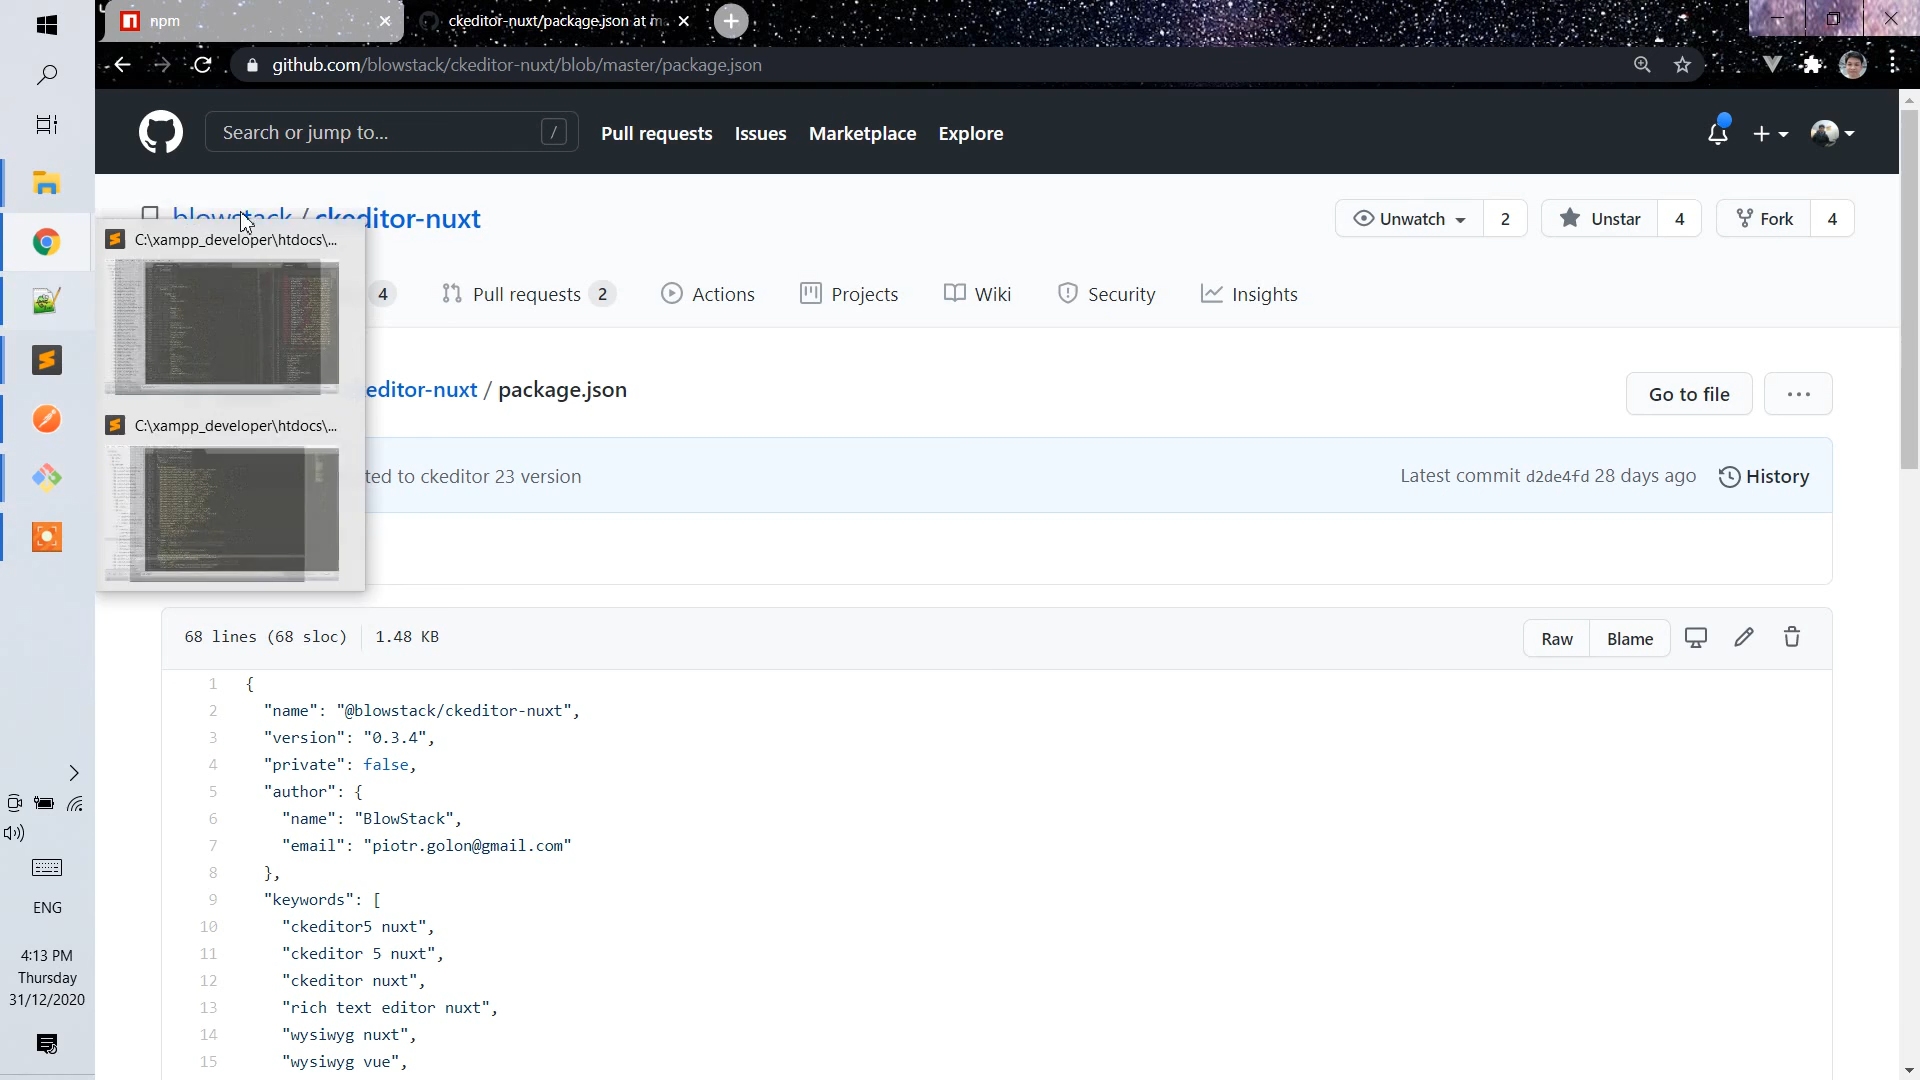 npm
ckeditor-nuxt/package.json at m
github.com/blowstack/ckeditor-nuxt/blob/master/package.json
Search or jump to... /
Pull requests
Issues
Marketplace
Explore
blowstack / ckeditor-nuxt
Unwatch 2
Unstar 4
Fork 4
C:\xampp_developer\htdocs\...
4
Pull requests 2
Actions
Projects
Wiki
Security
Insights
editor-nuxt / package.json
Go to file
C:\xampp_developer\htdocs\...
ted to ckeditor 23 version
Latest commit d2de4fd 28 days ago
History
68 lines (68 sloc) 1.48 KB
Raw
Blame
1 {
2 "name": "@blowstack/ckeditor-nuxt",
3 "version": "0.3.4",
4 "private": false,
5 "author": {
6 "name": "BlowStack",
7 "email": "piotr.golon@gmail.com"
8 },
9 "keywords": [
10 "ckeditor5 nuxt",
11 "ckeditor 5 nuxt",
12 "ckeditor nuxt",
13 "rich text editor nuxt",
14 "wysiwyg nuxt",
15 "wysiwyg vue",
ENG
4:13 PM
Thursday
31/12/2020